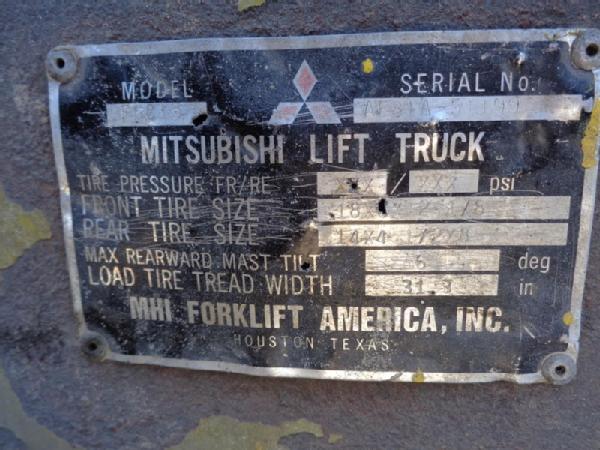 MODEL
SERIAL No.
MITSUBISHI LIFT TRUCK
TIRE PRESSURE FR/RE / psi
FRONT TIRE SIZE
REAR TIRE SIZE
MAX REARWARD MAST TILT deg
LOAD TIRE TREAD WIDTH in
MHI FORKLIFT AMERICA, INC.
HOUSTON TEXAS